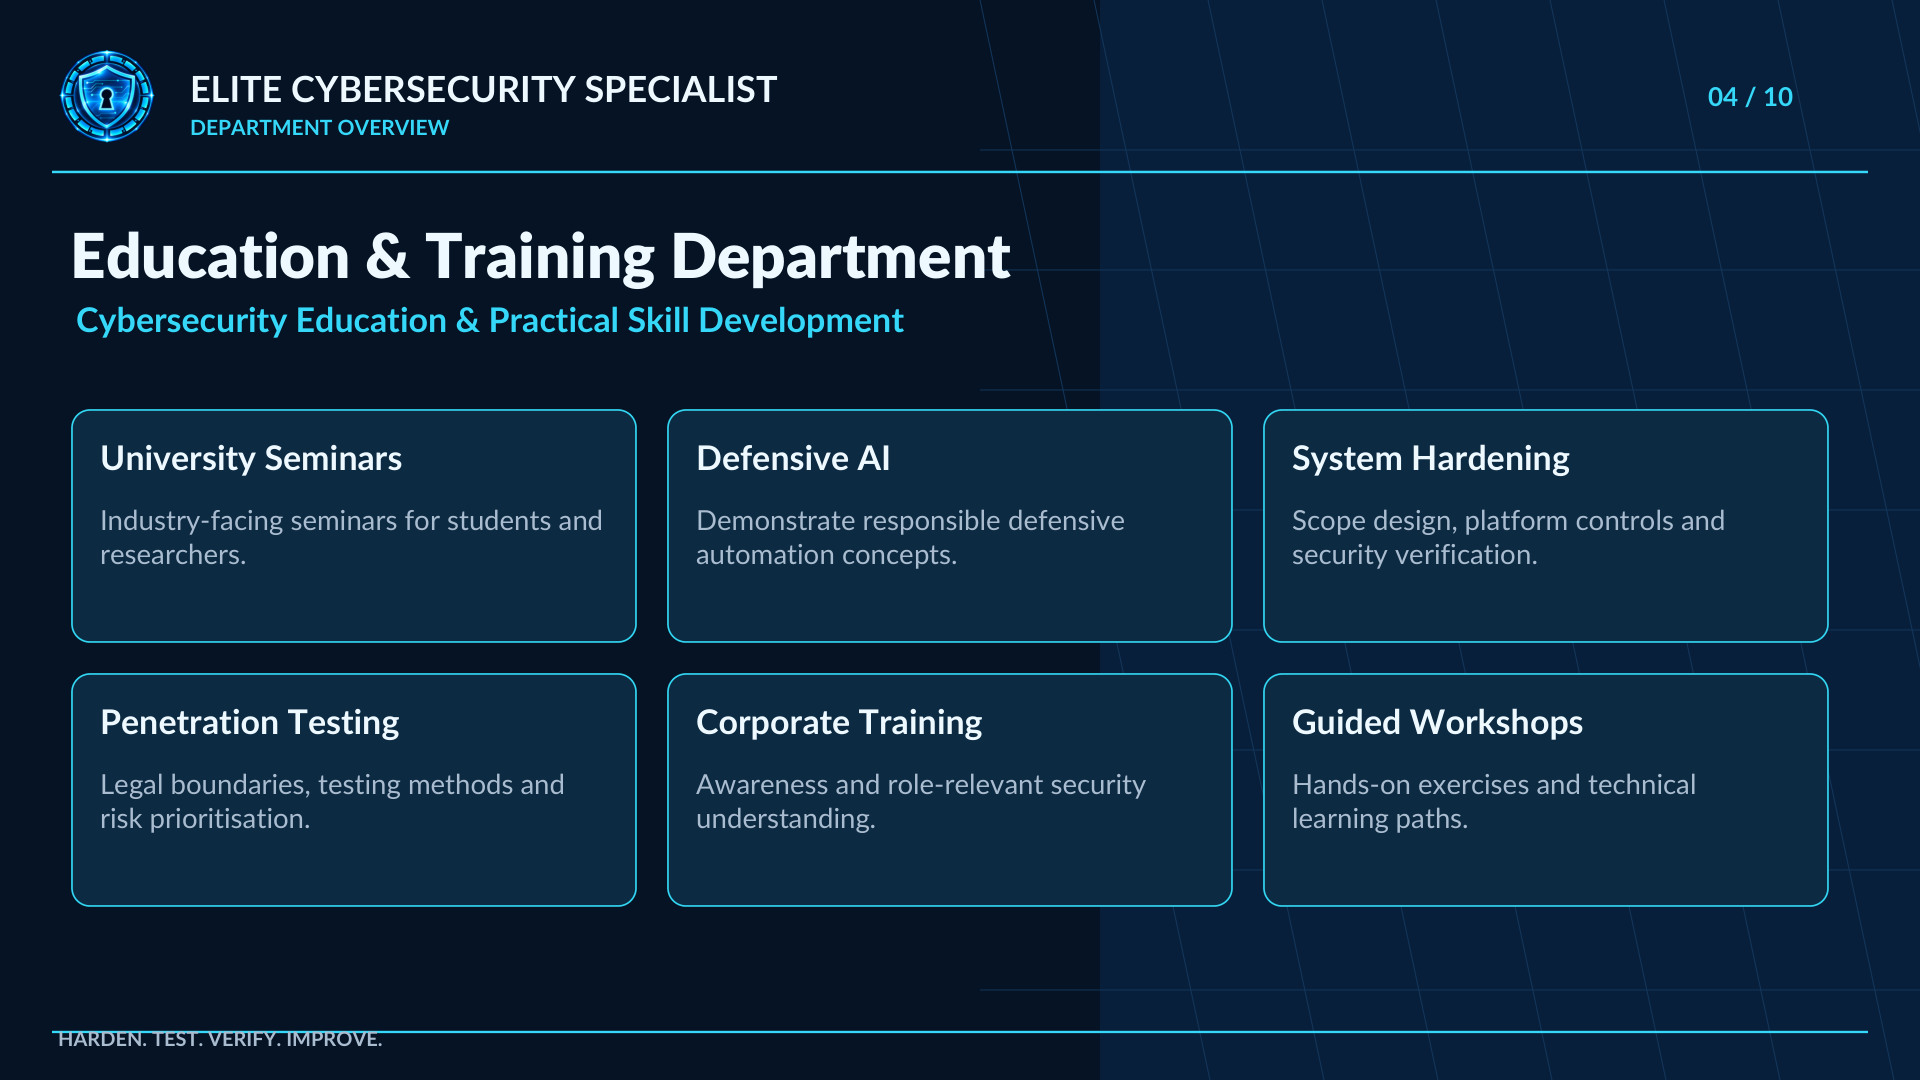 ELITE CYBERSECURITY SPECIALIST
DEPARTMENT OVERVIEW
04 / 10
Education & Training Department
Cybersecurity Education & Practical Skill Development
University Seminars
Industry-facing seminars for students and
researchers.
Defensive AI
Demonstrate responsible defensive
automation concepts.
System Hardening
Scope design, platform controls and
security verification.
Penetration Testing
Legal boundaries, testing methods and
risk prioritisation.
Corporate Training
Awareness and role-relevant security
understanding.
Guided Workshops
Hands-on exercises and technical
learning paths.
HARDEN. TEST. VERIFY. IMPROVE.